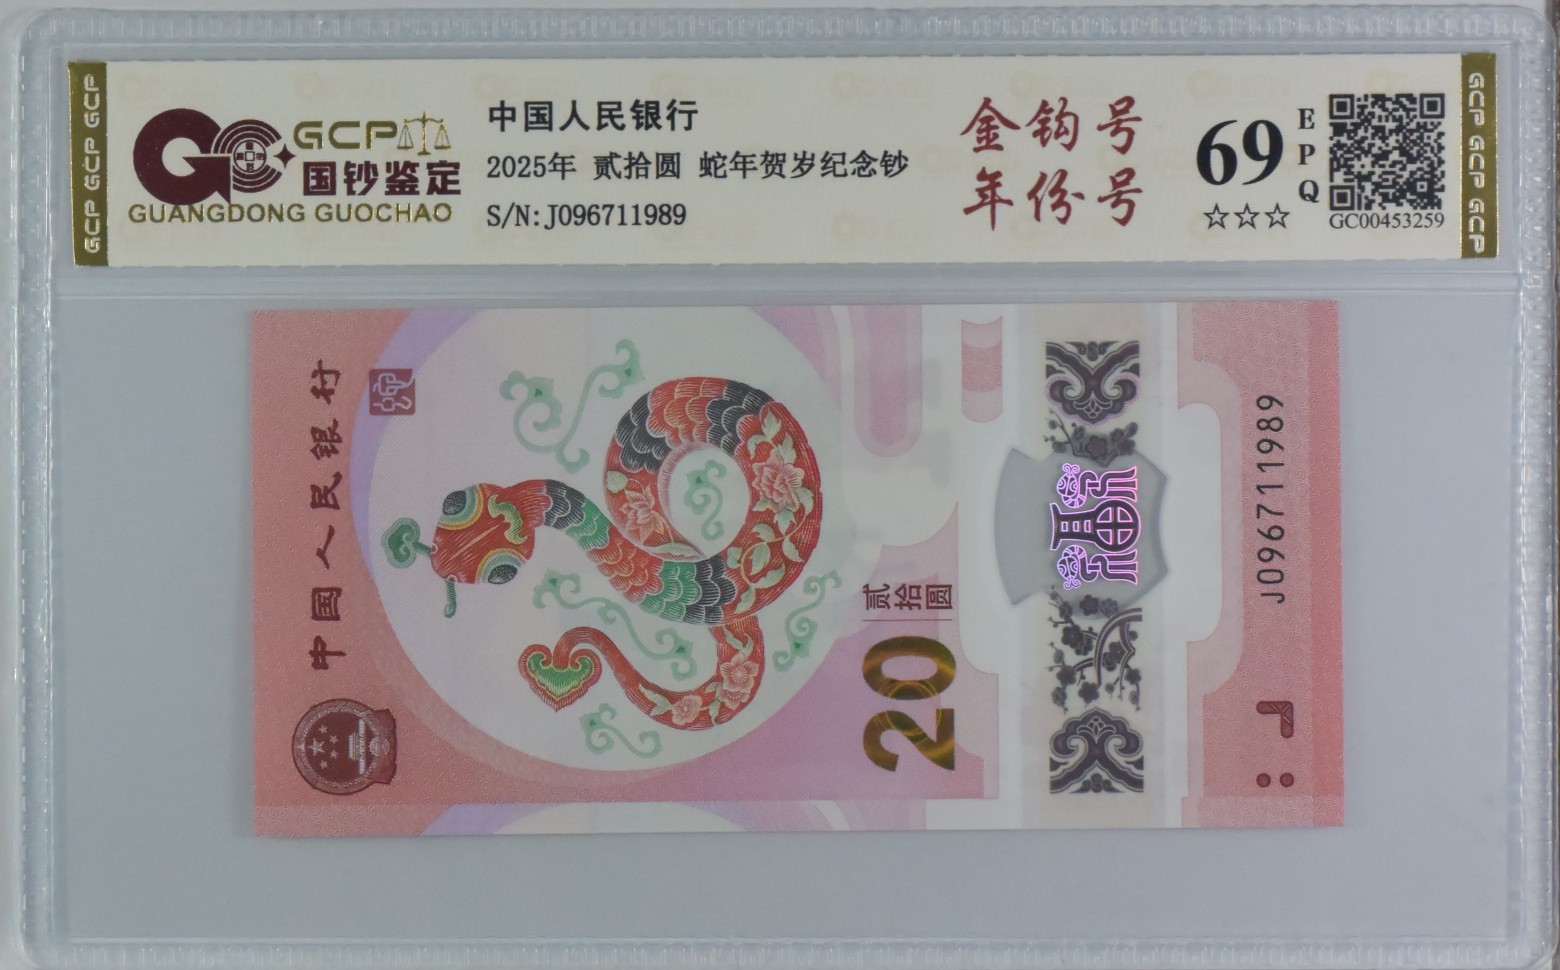 GCP GCP GCP
GCP
国钞鉴定
GUANGDONG GUOCHAO
中国人民银行
2025年 贰拾圆 蛇年贺岁纪念钞
S/N:J096711989
金钩号
年份号
69
EPQ
☆☆☆
GC00453259
GCP GCP GCP
中国人民银行
贰拾圆
20
J096711989